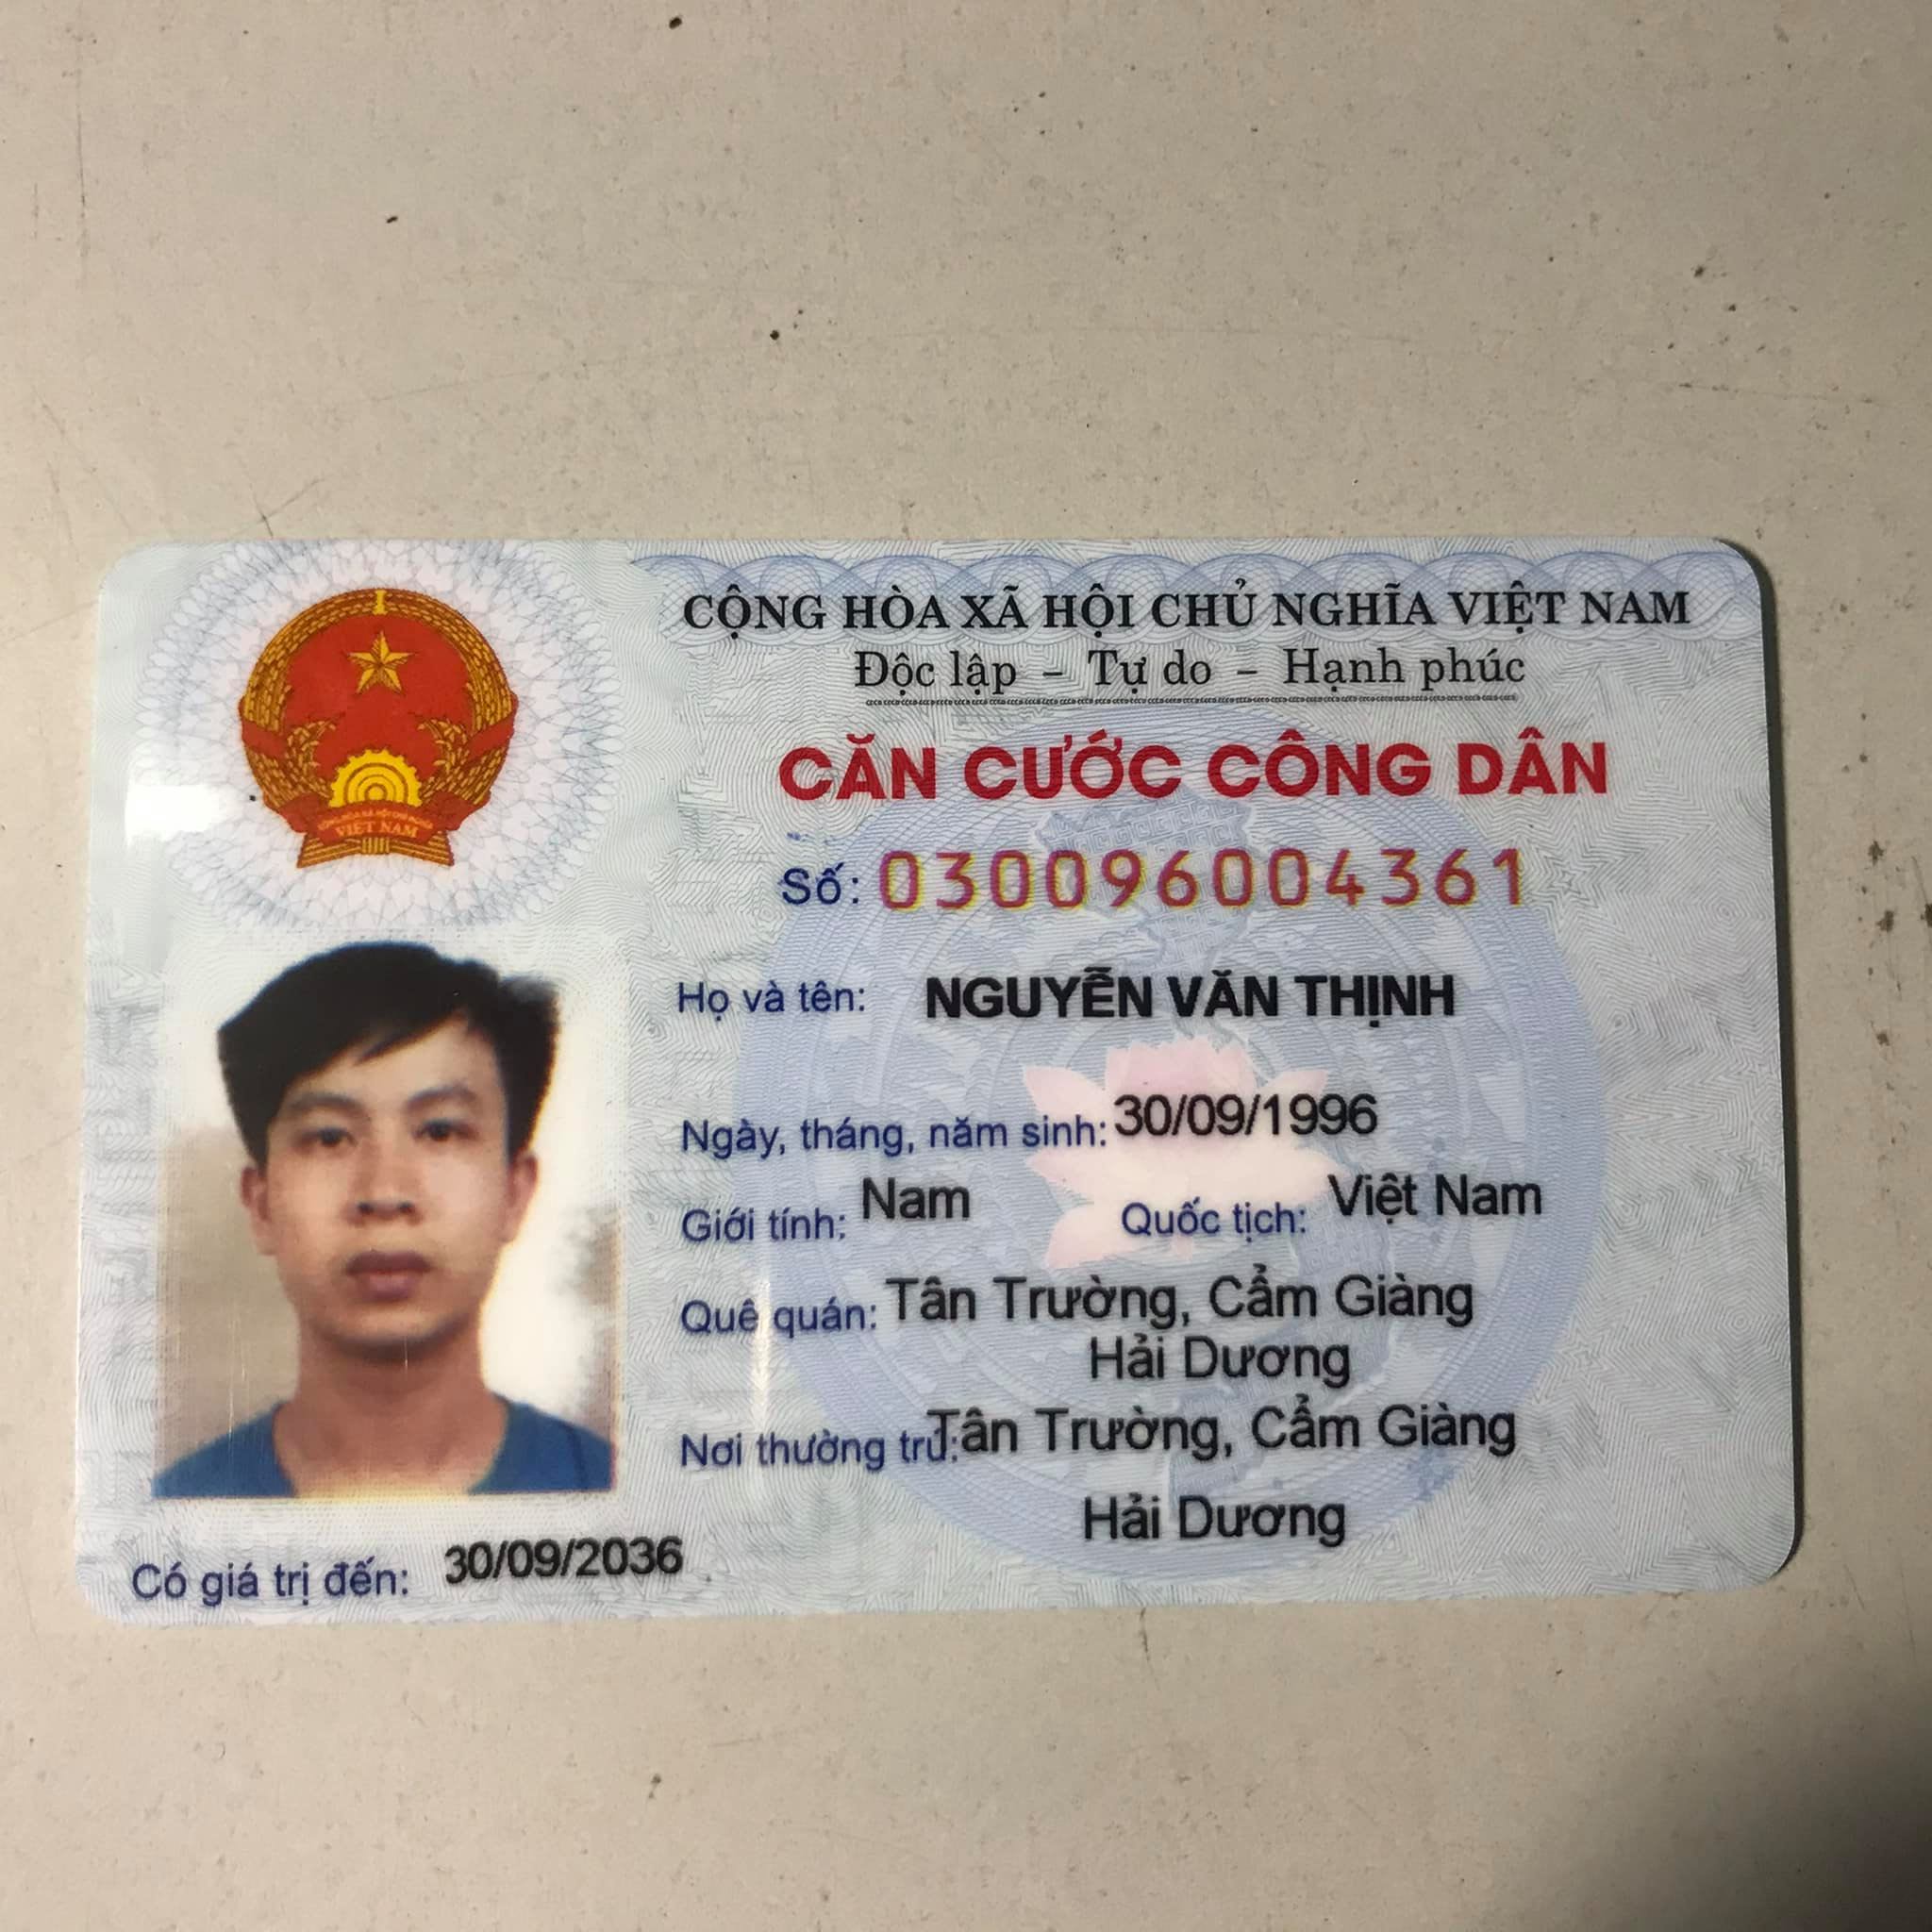 CỘNG HÒA XÃ HỘI CHỦ NGHĨA VIỆT NAM
Độc lập – Tự do – Hạnh phúc
CĂN CƯỚC CÔNG DÂN
VIỆT NAM
Số: 030096004361
Họ và tên: NGUYỄN VĂN THỊNH
Ngày, tháng, năm sinh: 30/09/1996
Giới tính: Nam Quốc tịch: Việt Nam
Quê quán: Tân Trường, Cẩm Giàng
Hải Dương
Nơi thường trú: Tân Trường, Cẩm Giàng
Hải Dương
Có giá trị đến: 30/09/2036